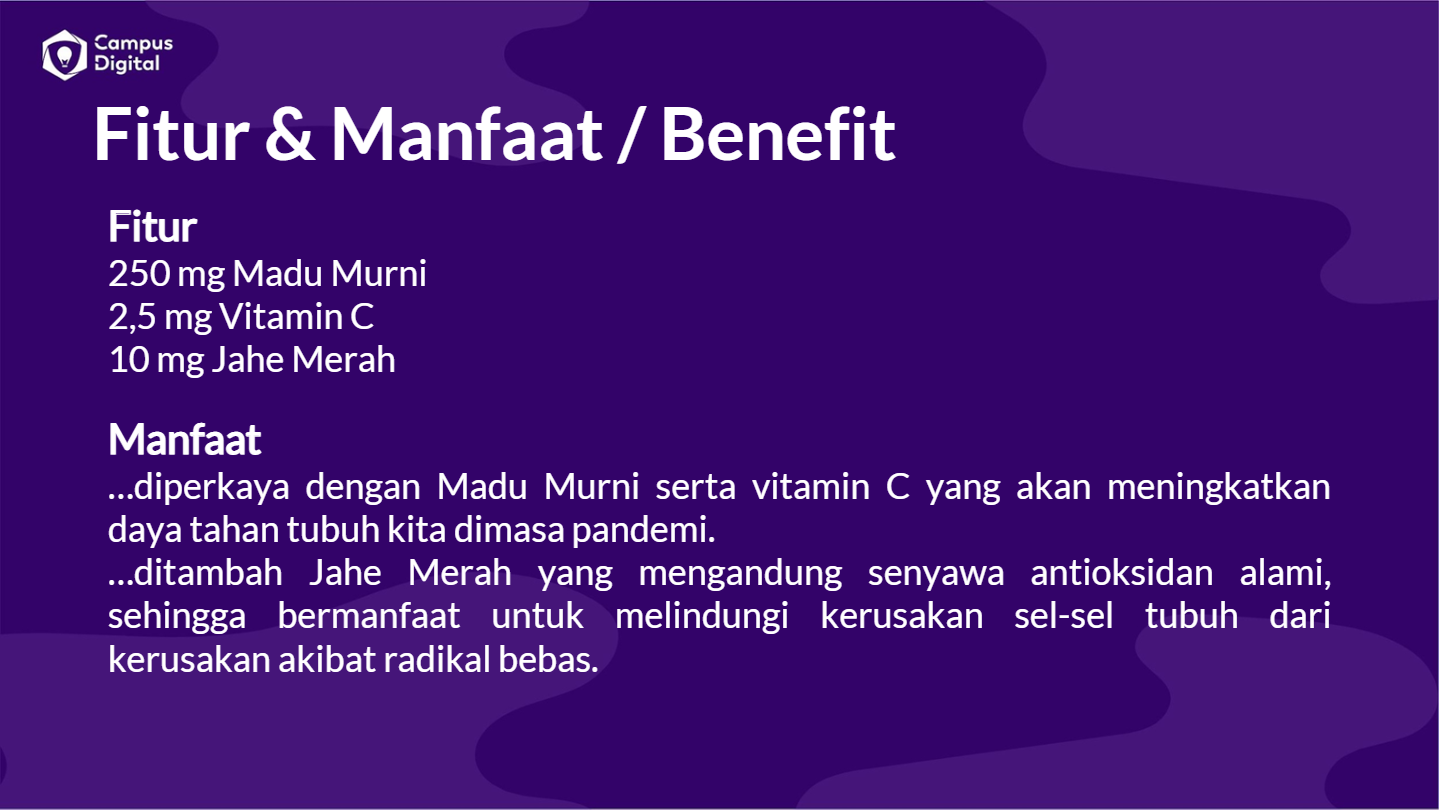 Campus
Digital
Fitur & Manfaat / Benefit
Fitur
250 mg Madu Murni
2,5 mg Vitamin C
10 mg Jahe Merah
Manfaat
...diperkaya dengan Madu Murni serta vitamin C yang akan meningkatkan
daya tahan tubuh kita dimasa pandemi.
...ditambah Jahe Merah yang mengandung senyawa antioksidan alami,
sehingga bermanfaat untuk melindungi kerusakan sel-sel tubuh dari
kerusakan akibat radikal bebas.